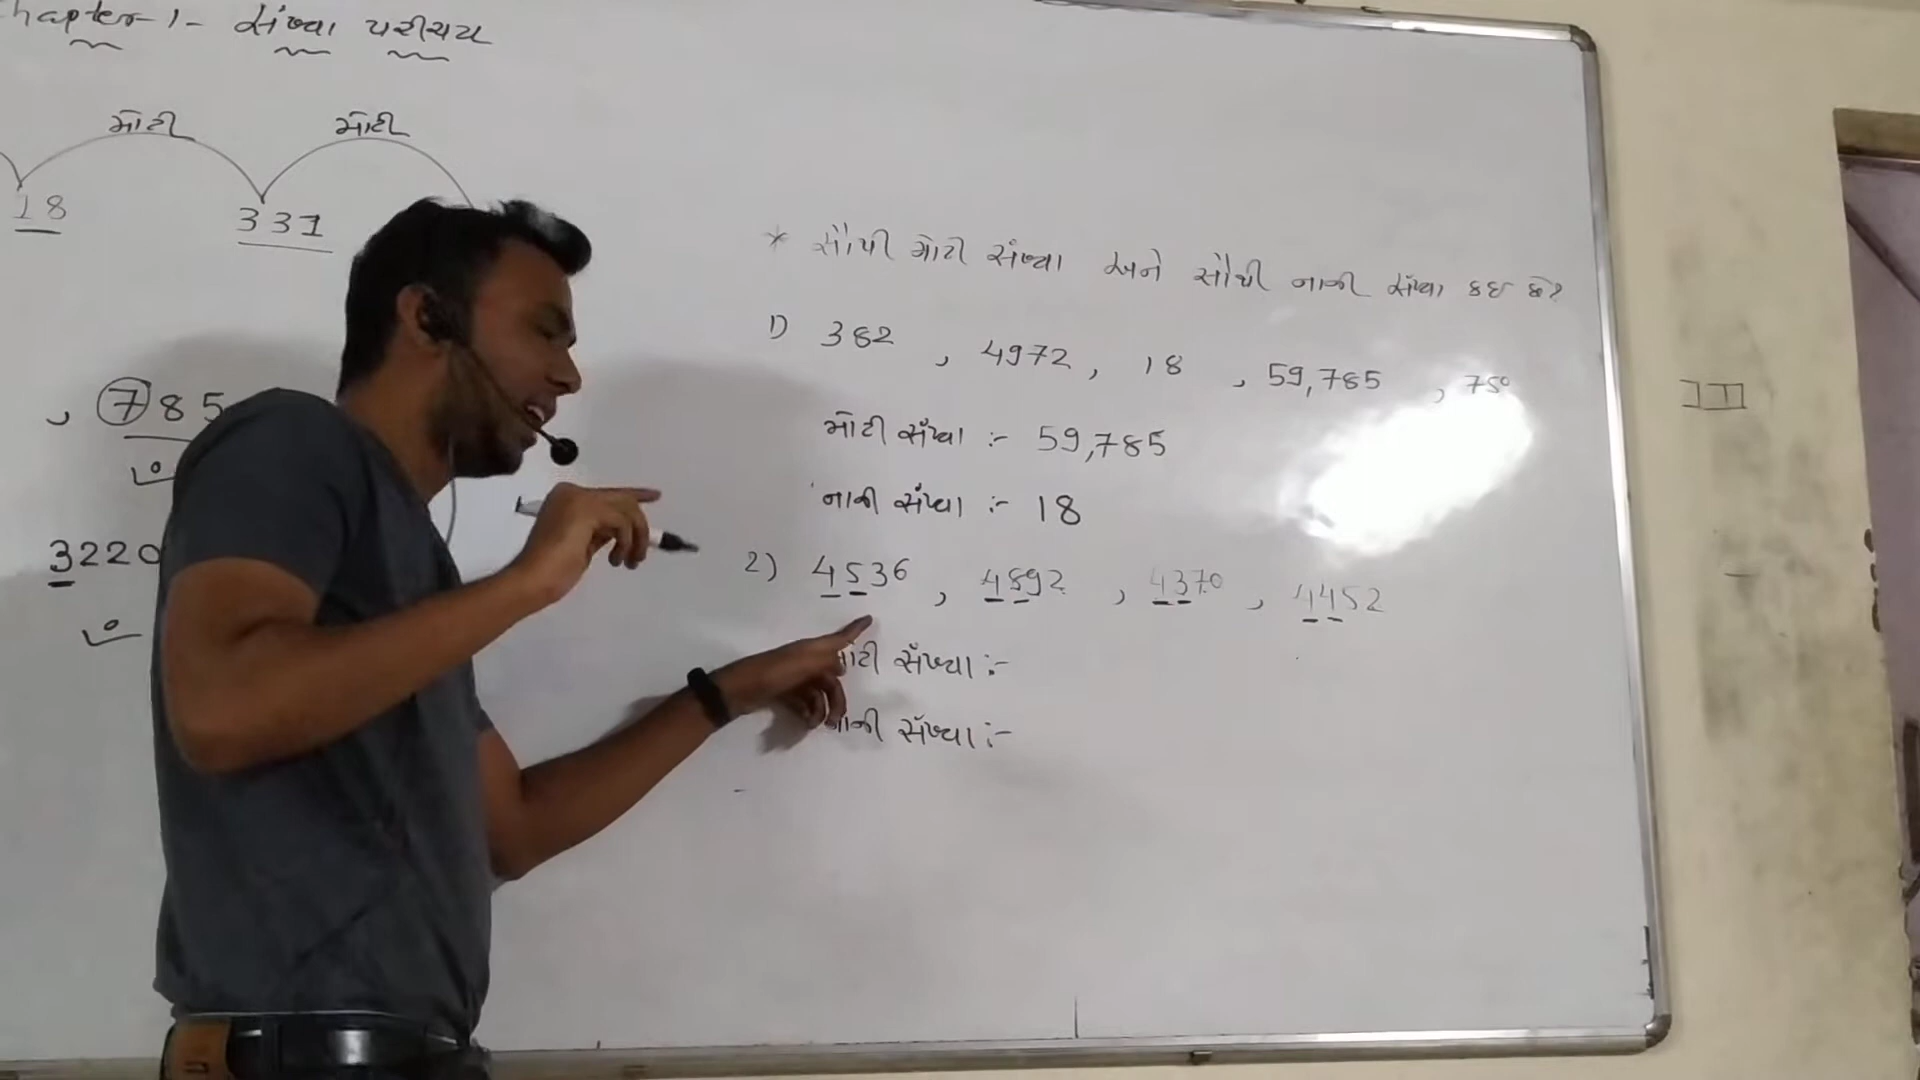 Chapter-1- સંખ્યા પરીચય
મોટી મોટી
18 331
, 785
3220
* સૌથી મોટી સંખ્યા અને સૌથી નાની સંખ્યા કઇ છે?
1) 382 , 4972 , 18 , 59,785 , 750
મોટી સંખ્યા :- 59,785
નાની સંખ્યા :- 18
2) 4536 , 4892 , 4370 , 4452
મોટી સંખ્યા :-
નાની સંખ્યા :-